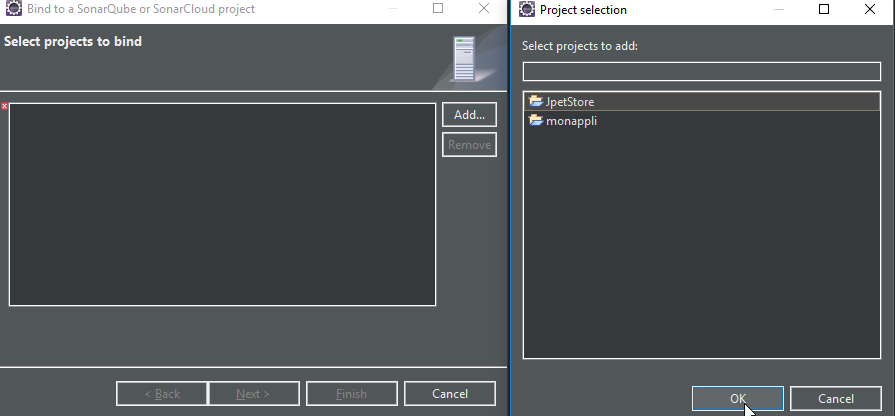 Bind to a SonarQube or SonarCloud project
Select projects to bind
Add...
Remove
< Back
Next >
Finish
Cancel
Project selection
Select projects to add:
JpetStore
monappli
OK
Cancel